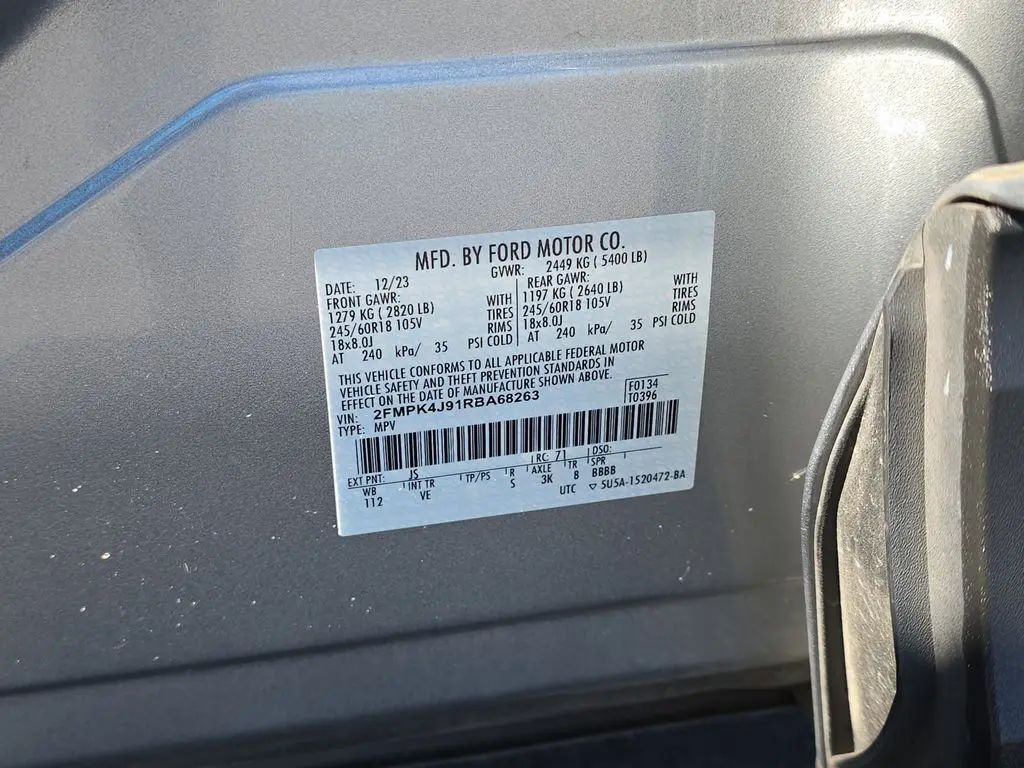 MFD. BY FORD MOTOR CO.
DATE: 12/23 GVWR: 2449 KG ( 5400 LB)
FRONT GAWR: WITH REAR GAWR: WITH
1279 KG ( 2820 LB) TIRES 1197 KG ( 2640 LB) TIRES
245/60R18 105V RIMS 245/60R18 105V RIMS
18x8.0J PSI COLD 18x8.0J PSI COLD
AT 240 kPa/ 35 AT 240 kPa/ 35
THIS VEHICLE CONFORMS TO ALL APPLICABLE FEDERAL MOTOR
VEHICLE SAFETY AND THEFT PREVENTION STANDARDS IN
EFFECT ON THE DATE OF MANUFACTURE SHOWN ABOVE.
VIN: 2FMPK4J91RBA68263 F0134
TYPE: MPV T0396
EXT PNT: JS RC: 71 DSO:
WB INT TR TP/PS R AXLE TR SPR
112 VE S 3K B BBBB
UTC ▽ 5U5A-1520472-BA